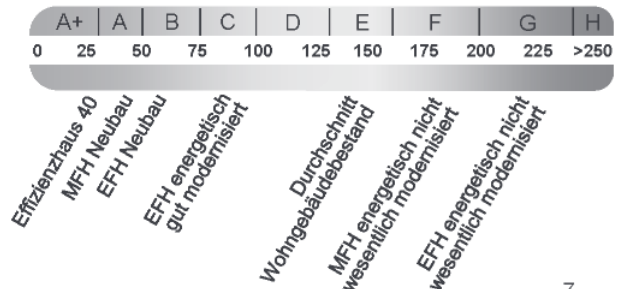 A+ A B C D E F G H
0 25 50 75 100 125 150 175 200 225 >250
Effizienzhaus 40
MFH Neubau
EFH Neubau
EFH energetisch
gut modernisiert
Durchschnitt
Wohngebäudebestand
MFH energetisch nicht
wesentlich modernisiert
EFH energetisch nicht
wesentlich modernisiert